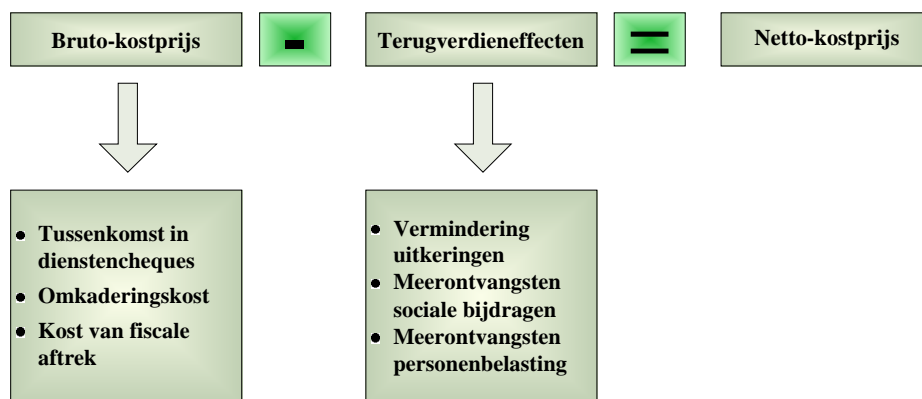 Bruto-kostprijs - Terugverdieneffecten = Netto-kostprijs
• Tussenkomst in
dienstencheques
• Omkaderingskost
• Kost van fiscale
aftrek
• Vermindering
uitkeringen
• Meerontvangsten
sociale bijdragen
• Meerontvangsten
personenbelasting